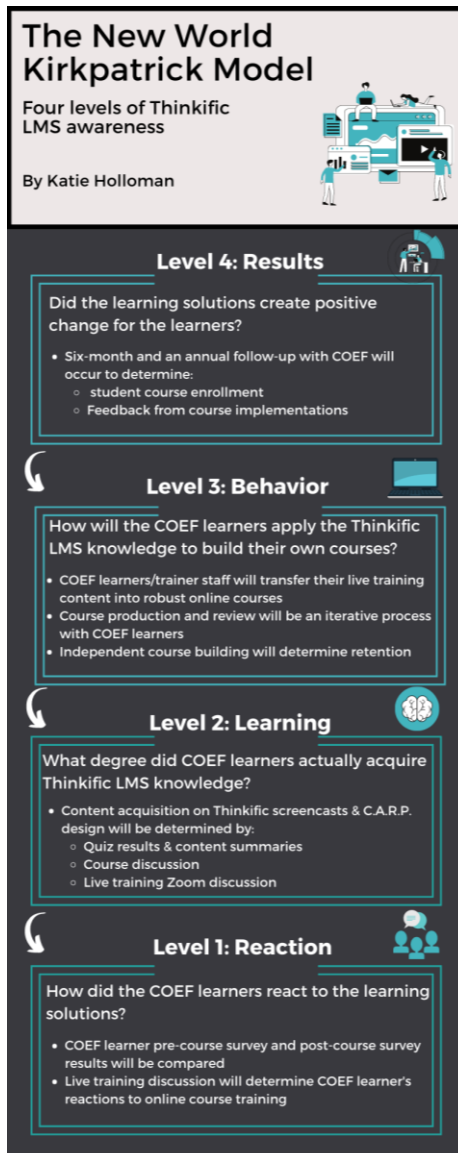 The New World
Kirkpatrick Model
Four levels of Thinkific
LMS awareness
By Katie Holloman
Level 4: Results
Did the learning solutions create positive
change for the learners?
• Six-month and an annual follow-up with COEF will
occur to determine:
○ student course enrollment
○ Feedback from course implementations
Level 3: Behavior
How will the COEF learners apply the Thinkific
LMS knowledge to build their own courses?
• COEF learners/trainer staff will transfer their live training
content into robust online courses
• Course production and review will be an iterative process
with COEF learners
• Independent course building will determine retention
Level 2: Learning
What degree did COEF learners actually acquire
Thinkific LMS knowledge?
• Content acquisition on Thinkific screencasts & C.A.R.P.
design will be determined by:
○ Quiz results & content summaries
○ Course discussion
○ Live training Zoom discussion
Level 1: Reaction
How did the COEF learners react to the learning
solutions?
• COEF learner pre-course survey and post-course survey
results will be compared
• Live training discussion will determine COEF learner's
reactions to online course training